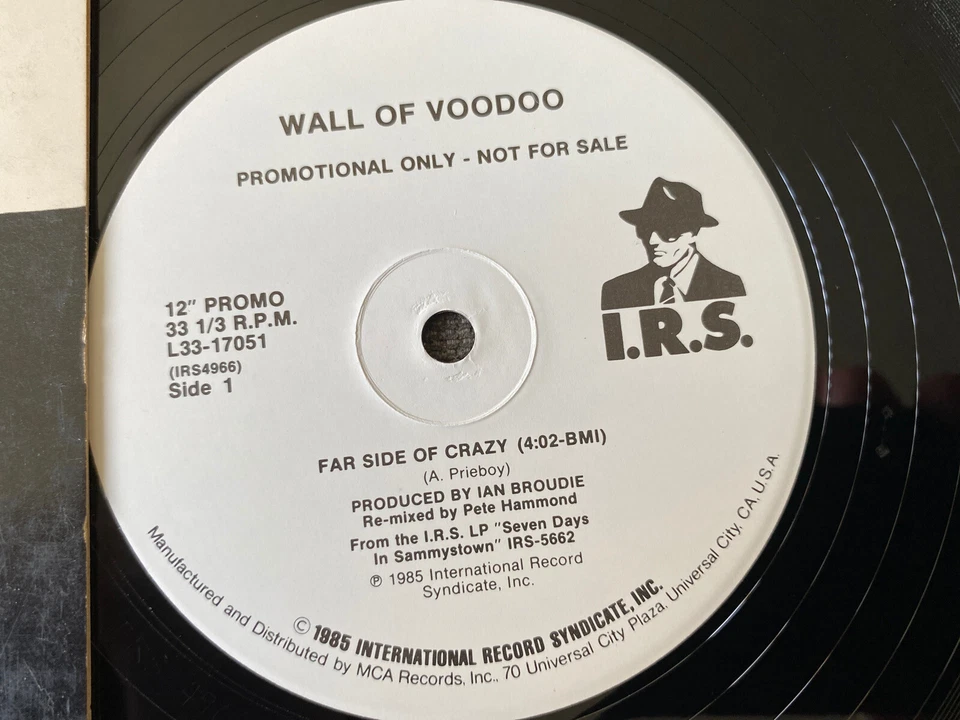 WALL OF VOODOO
PROMOTIONAL ONLY - NOT FOR SALE
I.R.S.
12" PROMO
33 1/3 R.P.M.
L33-17051
(IRS4966)
Side 1
FAR SIDE OF CRAZY (4:02-BMI)
(A. Prieboy)
PRODUCED BY IAN BROUDIE
Re-mixed by Pete Hammond
From the I.R.S. LP "Seven Days
In Sammystown" IRS-5662
℗ 1985 International Record
Syndicate, Inc.
© 1985 INTERNATIONAL RECORD SYNDICATE, INC.
Manufactured and Distributed by MCA Records, Inc., 70 Universal City Plaza, Universal City, CA, U.S.A.